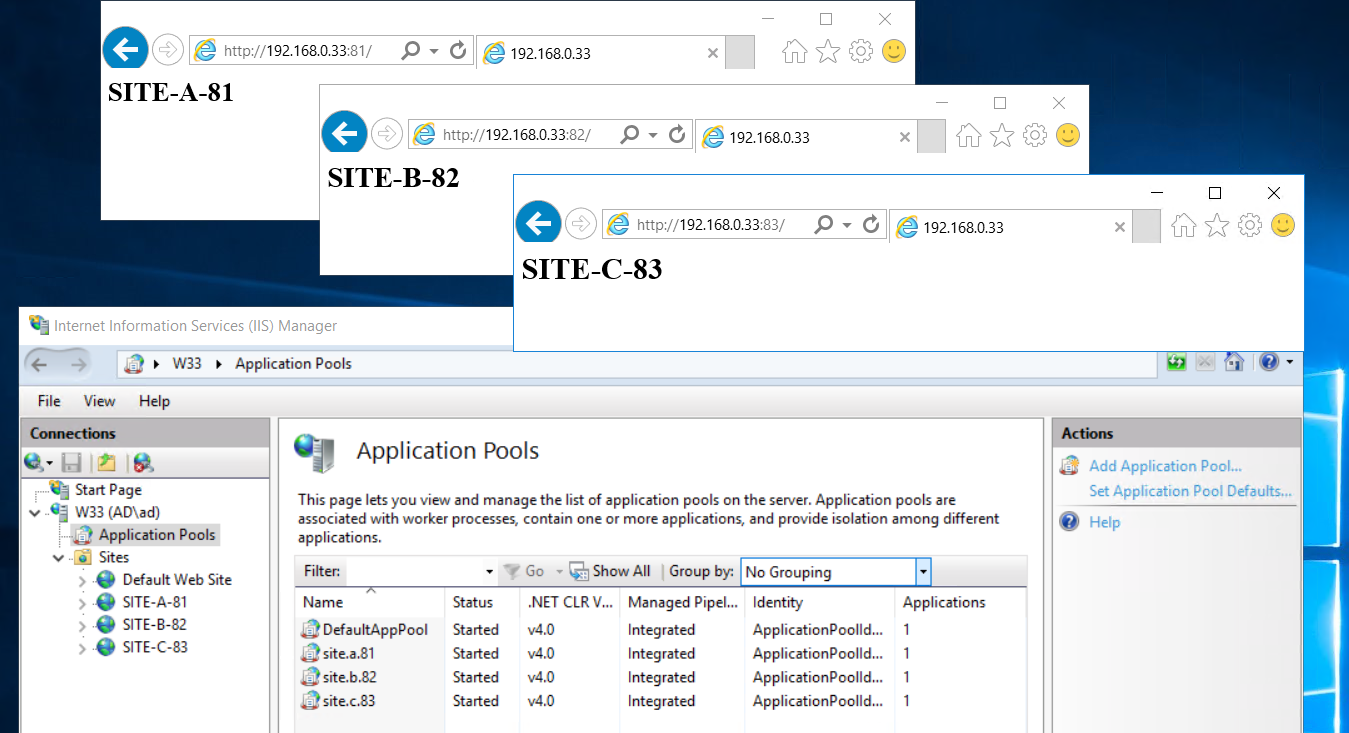 http://192.168.0.33:81/
192.168.0.33
SITE-A-81
http://192.168.0.33:82/
192.168.0.33
SITE-B-82
http://192.168.0.33:83/
192.168.0.33
SITE-C-83
Internet Information Services (IIS) Manager
W33 Application Pools
File View Help
Connections
Start Page
W33 (AD\ad)
Application Pools
Sites
Default Web Site
SITE-A-81
SITE-B-82
SITE-C-83
Application Pools
This page lets you view and manage the list of application pools on the server. Application pools are
associated with worker processes, contain one or more applications, and provide isolation among different
applications.
Filter: Go Show All Group by: No Grouping
Name Status .NET CLR V... Managed Pipel... Identity Applications
DefaultAppPool Started v4.0 Integrated ApplicationPoolId... 1
site.a.81 Started v4.0 Integrated ApplicationPoolId... 1
site.b.82 Started v4.0 Integrated ApplicationPoolId... 1
site.c.83 Started v4.0 Integrated ApplicationPoolId... 1
Actions
Add Application Pool...
Set Application Pool Defaults...
Help